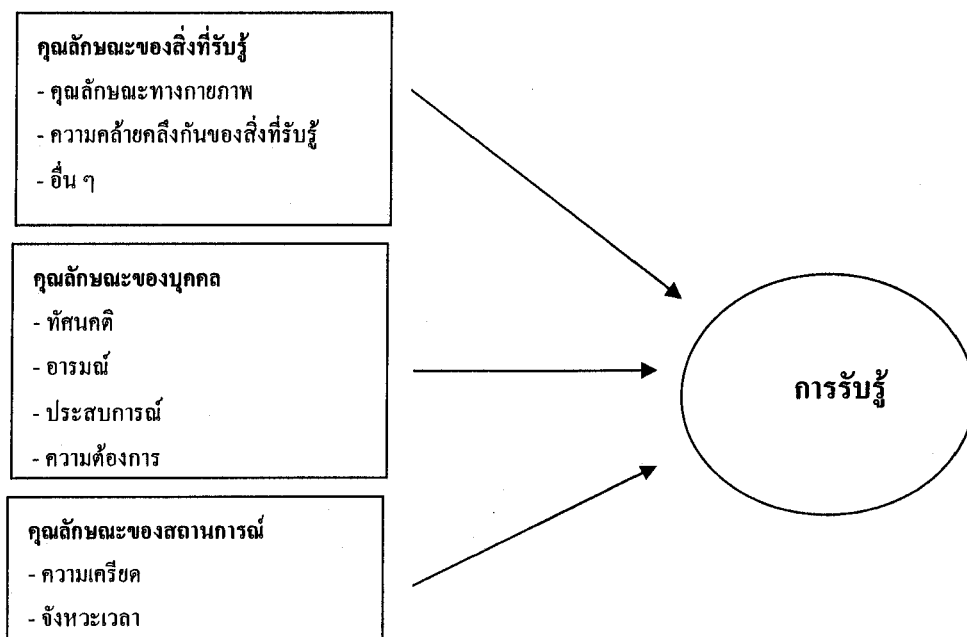 คุณลักษณะของสิ่งที่รับรู้
- คุณลักษณะทางกายภาพ
- ความคล้ายคลึงกันของสิ่งที่รับรู้
- อื่น ๆ
คุณลักษณะของบุคคล
- ทัศนคติ
- อารมณ์
- ประสบการณ์
- ความต้องการ
การรับรู้
คุณลักษณะของสถานการณ์
- ความเครียด
- จังหวะเวลา